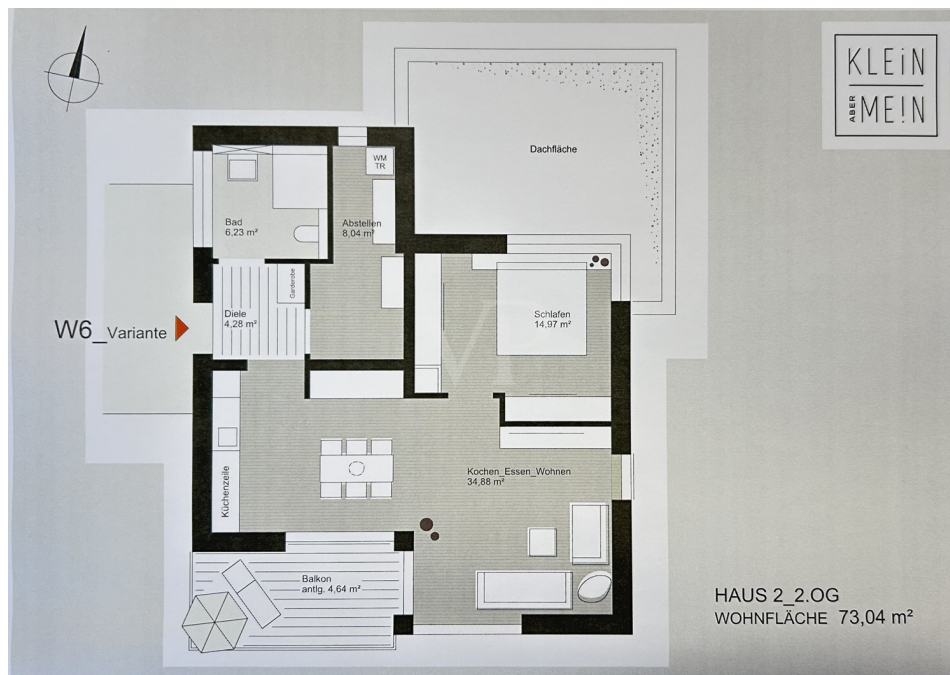 KLEiN
ABER
ME!N
WM
TR
Dachfläche
Bad
6,23 m²
Abstellen
8,04 m²
Garderobe
Diele
4,28 m²
Schlafen
14,97 m²
W6_Variante
VP
Küchenzeile
Kochen_Essen_Wohnen
34,88 m²
Balkon
antlg. 4,64 m²
HAUS 2_2.OG
WOHNFLÄCHE 73,04 m²